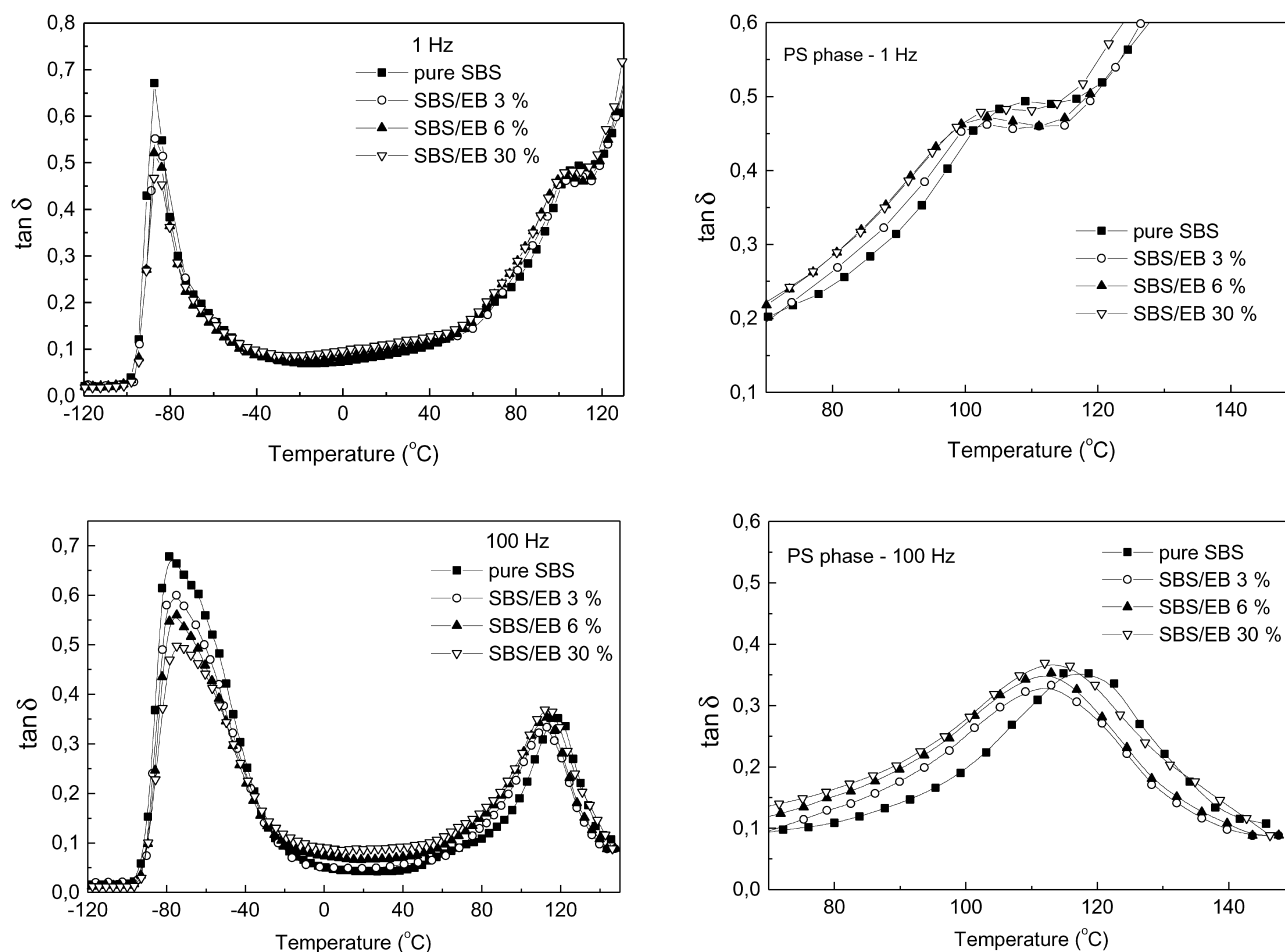 0,8
0,7
0,6
0,5
0,4
0,3
0,2
0,1
0,0
tan δ
1 Hz
pure SBS
SBS/EB 3 %
SBS/EB 6 %
SBS/EB 30 %
-120 -80 -40 0 40 80 120
Temperature (°C)
0,6
0,5
0,4
0,3
0,2
0,1
tan δ
PS phase - 1 Hz
pure SBS
SBS/EB 3 %
SBS/EB 6 %
SBS/EB 30 %
80 100 120 140
Temperature (°C)
0,7
0,6
0,5
0,4
0,3
0,2
0,1
0,0
tan δ
100 Hz
pure SBS
SBS/EB 3 %
SBS/EB 6 %
SBS/EB 30 %
-120 -80 -40 0 40 80 120
Temperature (°C)
0,6
0,5
0,4
0,3
0,2
0,1
0,0
tan δ
PS phase - 100 Hz
pure SBS
SBS/EB 3 %
SBS/EB 6 %
SBS/EB 30 %
80 100 120 140
Temperature (°C)